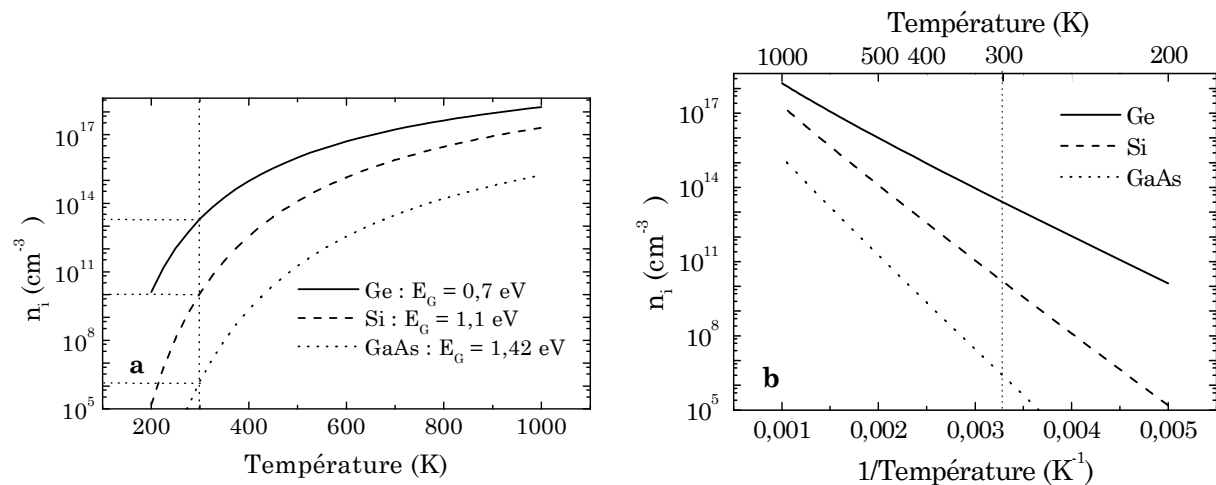 10^17
10^14
10^11
10^8
10^5
n_i (cm^-3)
200 400 600 800 1000
Température (K)
Ge : E_G = 0,7 eV
Si : E_G = 1,1 eV
GaAs : E_G = 1,42 eV
a
Température (K)
1000 500 400 300 200
10^17
10^14
10^11
10^8
10^5
n_i (cm^-3)
Ge
Si
GaAs
b
0,001 0,002 0,003 0,004 0,005
1/Température (K^-1)